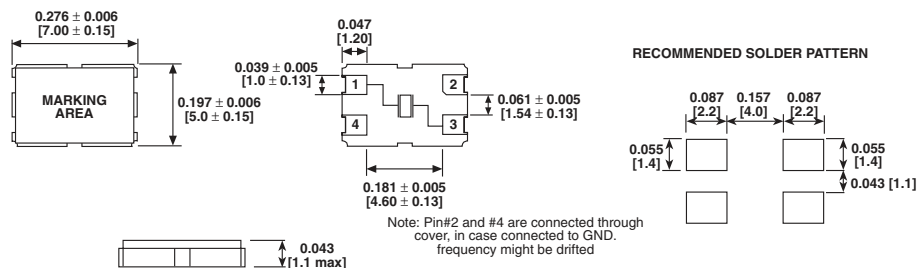 0.276 ± 0.006
[7.00 ± 0.15]
MARKING
AREA
0.197 ± 0.006
[5.0 ± 0.15]
0.043
[1.1 max]
0.047
[1.20]
0.039 ± 0.005
[1.0 ± 0.13]
1
2
4
3
0.061 ± 0.005
[1.54 ± 0.13]
0.181 ± 0.005
[4.60 ± 0.13]
Note: Pin#2 and #4 are connected through
cover, in case connected to GND.
frequency might be drifted
RECOMMENDED SOLDER PATTERN
0.087
[2.2]
0.157
[4.0]
0.087
[2.2]
0.055
[1.4]
0.055
[1.4]
0.043 [1.1]